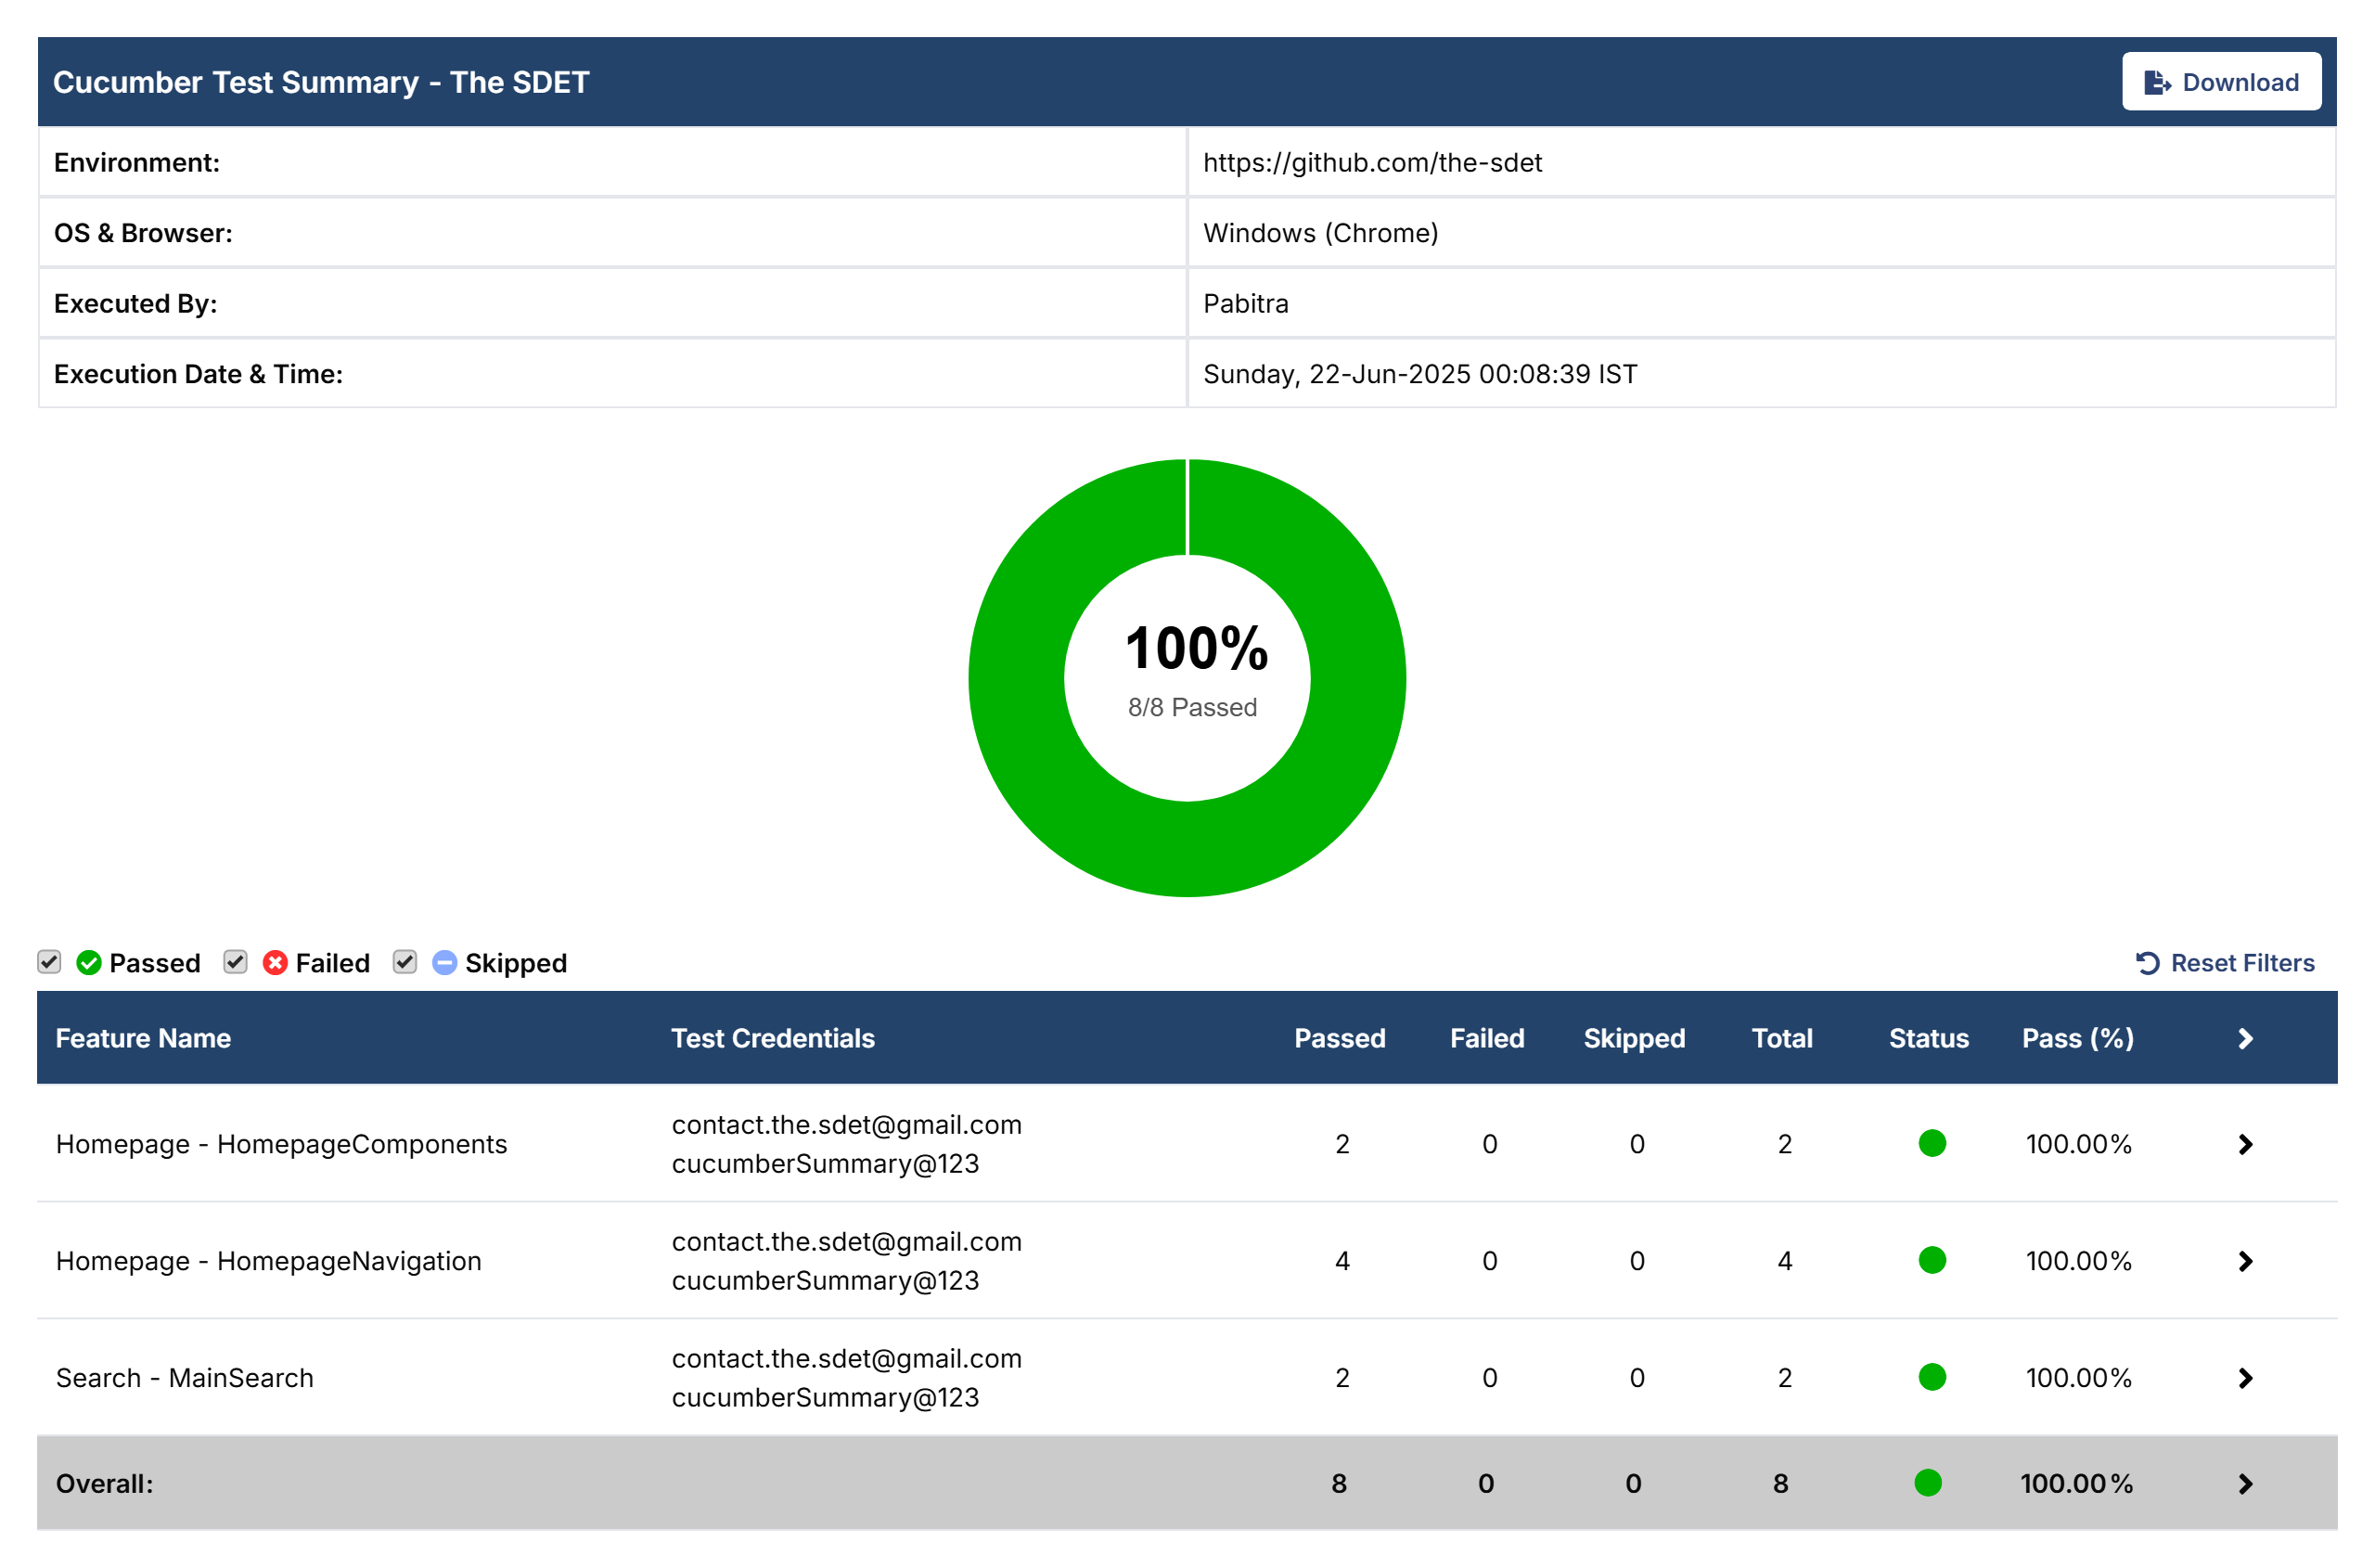 Cucumber Test Summary - The SDET
Download
Environment:
https://github.com/the-sdet
OS & Browser:
Windows (Chrome)
Executed By:
Pabitra
Execution Date & Time:
Sunday, 22-Jun-2025 00:08:39 IST
100%
8/8 Passed
Passed Failed Skipped
Reset Filters
Feature Name Test Credentials Passed Failed Skipped Total Status Pass (%)
Homepage - HomepageComponents
contact.the.sdet@gmail.com
cucumberSummary@123
2 0 0 2 100.00%
Homepage - HomepageNavigation
contact.the.sdet@gmail.com
cucumberSummary@123
4 0 0 4 100.00%
Search - MainSearch
contact.the.sdet@gmail.com
cucumberSummary@123
2 0 0 2 100.00%
Overall: 8 0 0 8 100.00%